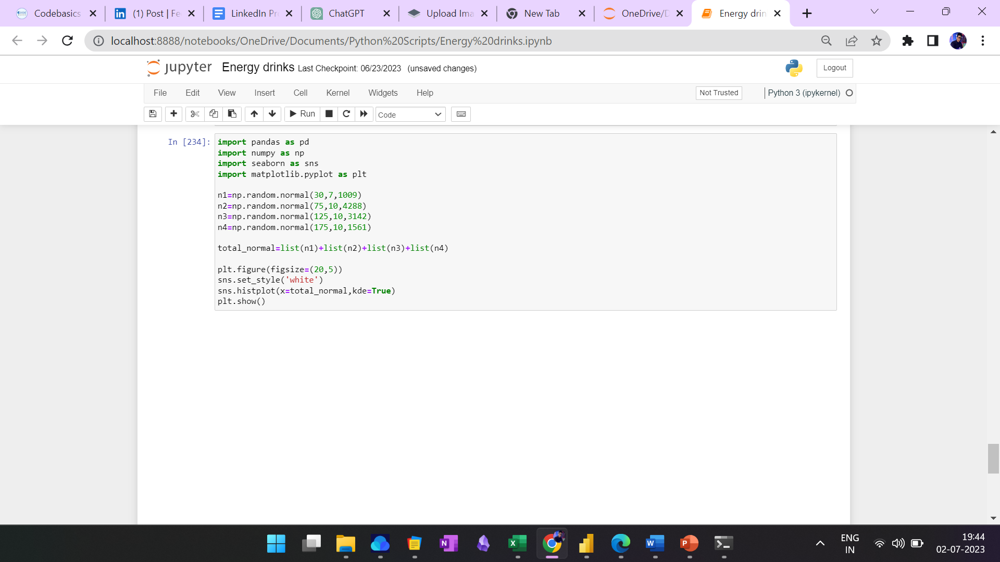 Codebasics
(1) Post | Fe
LinkedIn Pr
ChatGPT
Upload Ima
New Tab
OneDrive/D
Energy drin
localhost:8888/notebooks/OneDrive/Documents/Python%20Scripts/Energy%20drinks.ipynb
jupyter Energy drinks Last Checkpoint: 06/23/2023 (unsaved changes)
Logout
File Edit View Insert Cell Kernel Widgets Help
Not Trusted
Python 3 (ipykernel)
Run
Code
In [234]:
import pandas as pd
import numpy as np
import seaborn as sns
import matplotlib.pyplot as plt
n1=np.random.normal(30,7,1009)
n2=np.random.normal(75,10,4288)
n3=np.random.normal(125,10,3142)
n4=np.random.normal(175,10,1561)
total_normal=list(n1)+list(n2)+list(n3)+list(n4)
plt.figure(figsize=(20,5))
sns.set_style('white')
sns.histplot(x=total_normal,kde=True)
plt.show()
ENG
IN
19:44
02-07-2023